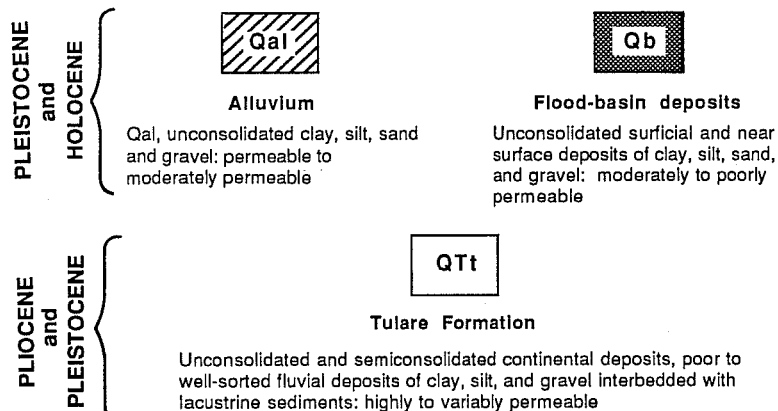 PLEISTOCENE
and
HOLOCENE
Qal
Alluvium
Qal, unconsolidated clay, silt, sand
and gravel: permeable to
moderately permeable
Qb
Flood-basin deposits
Unconsolidated surficial and near
surface deposits of clay, silt, sand,
and gravel: moderately to poorly
permeable
PLIOCENE
and
PLEISTOCENE
QTt
Tulare Formation
Unconsolidated and semiconsolidated continental deposits, poor to
well-sorted fluvial deposits of clay, silt, and gravel interbedded with
lacustrine sediments: highly to variably permeable